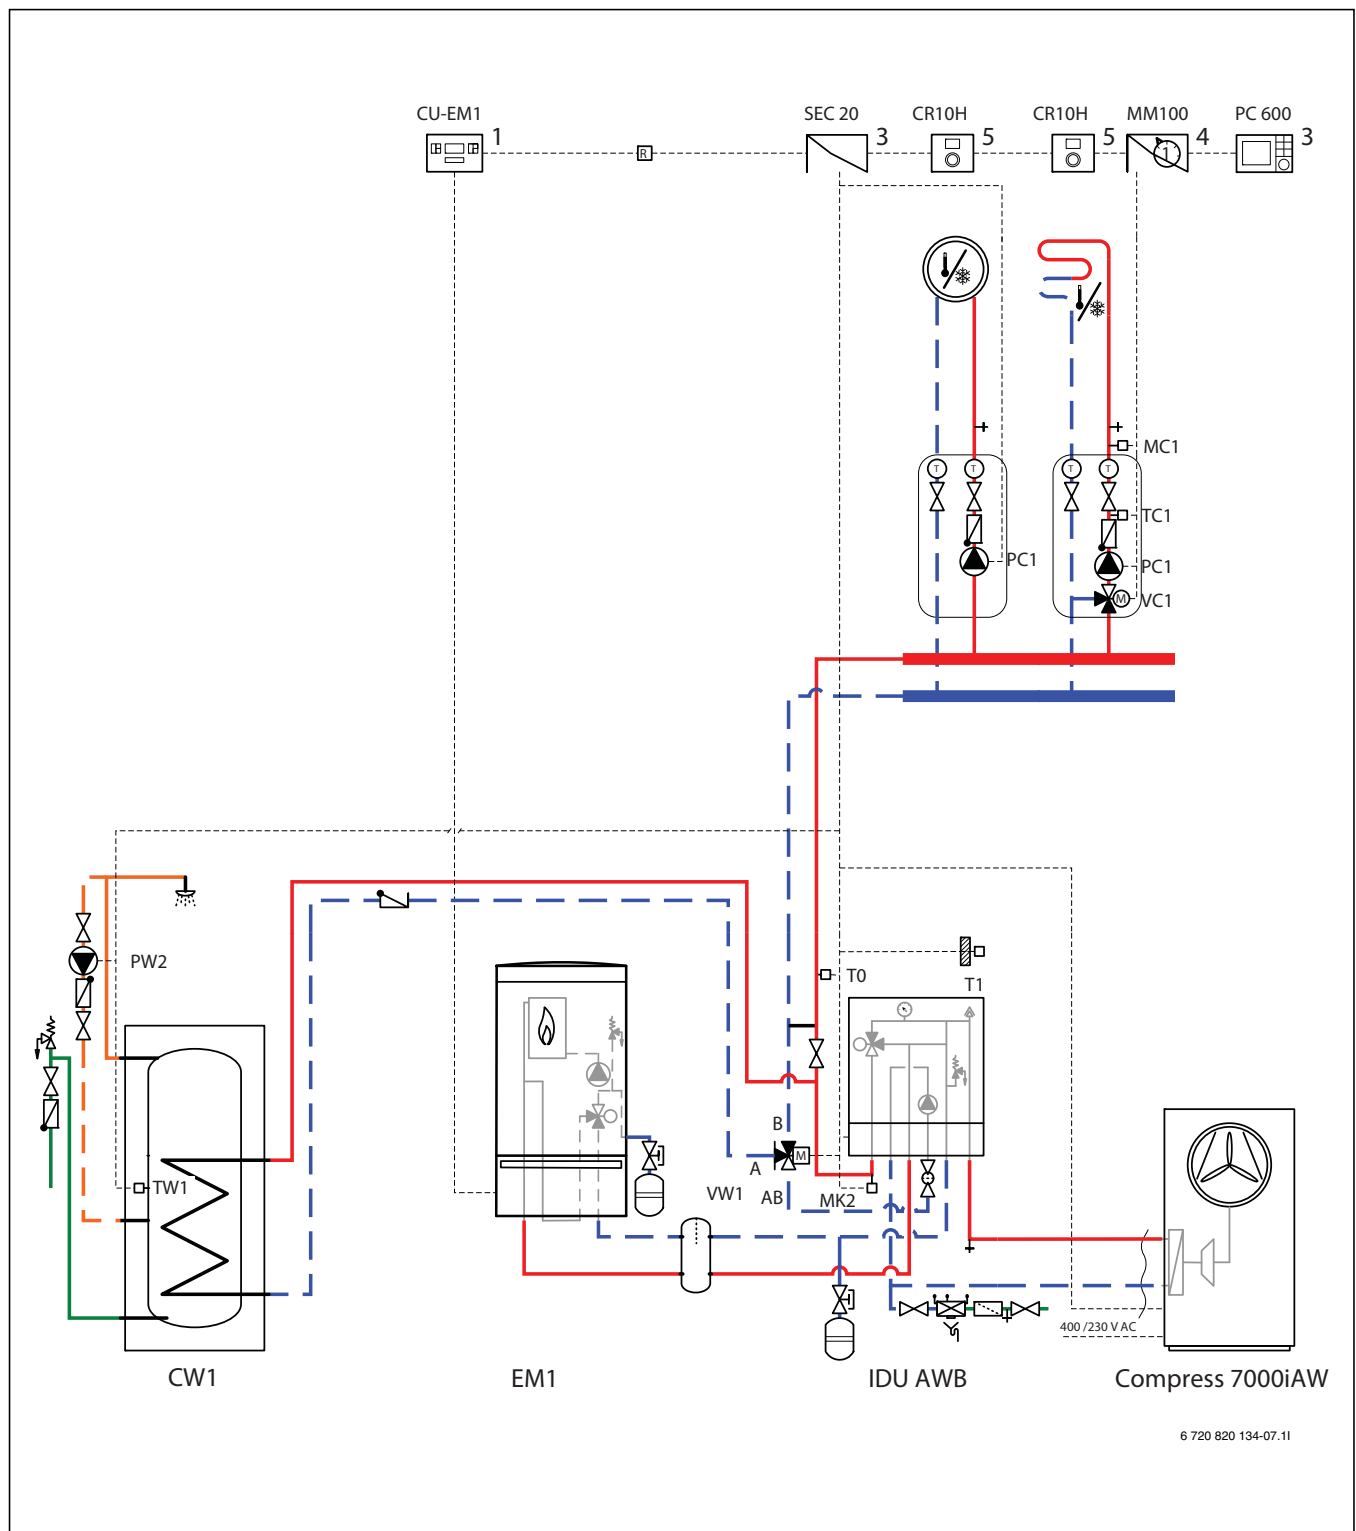 CU-EM1
SEC 20
CR10H
CR10H
MM100
PC 600
1
R
3
5
5
1
4
3
MC1
T
T
T
T
TC1
PC1
PC1
M
VC1
PW2
T0
T1
B
A
M
TW1
VW1
AB
MK2
400 /230 V AC
CW1
EM1
IDU AWB
Compress 7000iAW
6 720 820 134-07.1I